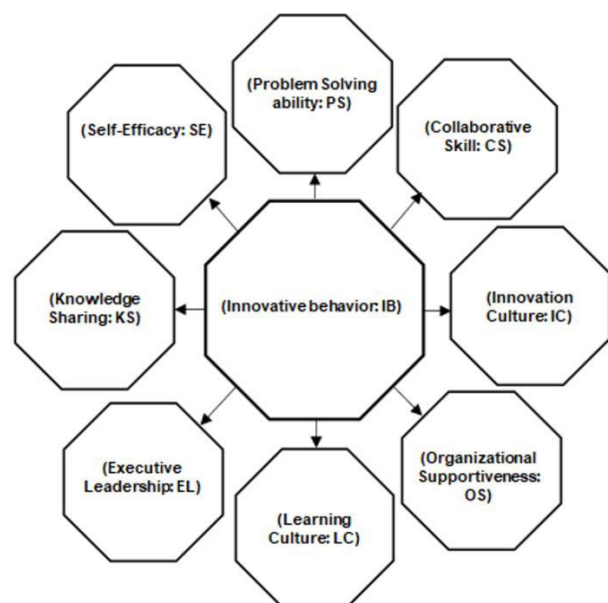 (Problem Solving
ability: PS)
(Self-Efficacy: SE)
(Collaborative
Skill: CS)
(Knowledge
Sharing: KS)
(Innovative behavior: IB)
(Innovation
Culture: IC)
(Executive
Leadership: EL)
(Organizational
Supportiveness:
OS)
(Learning
Culture: LC)